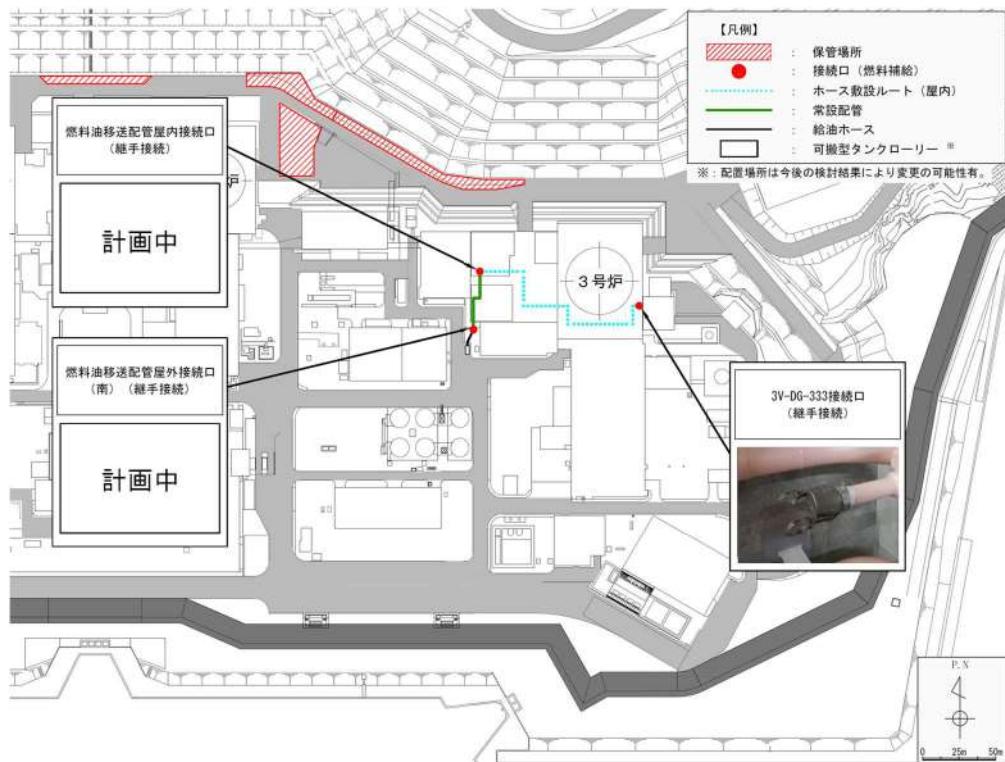 【凡例】
： 保管場所
： 接続口（燃料補給）
： ホース敷設ルート（屋内）
： 常設配管
： 給油ホース
： 可搬型タンクローリー ※
※：配置場所は今後の検討結果により変更の可能性有。
燃料油移送配管屋内接続口
（継手接続）
計画中
炉
3号炉
燃料油移送配管屋外接続口
（南）（継手接続）
計画中
3V-DG-333接続口
（継手接続）
P.N
0 25m 50m